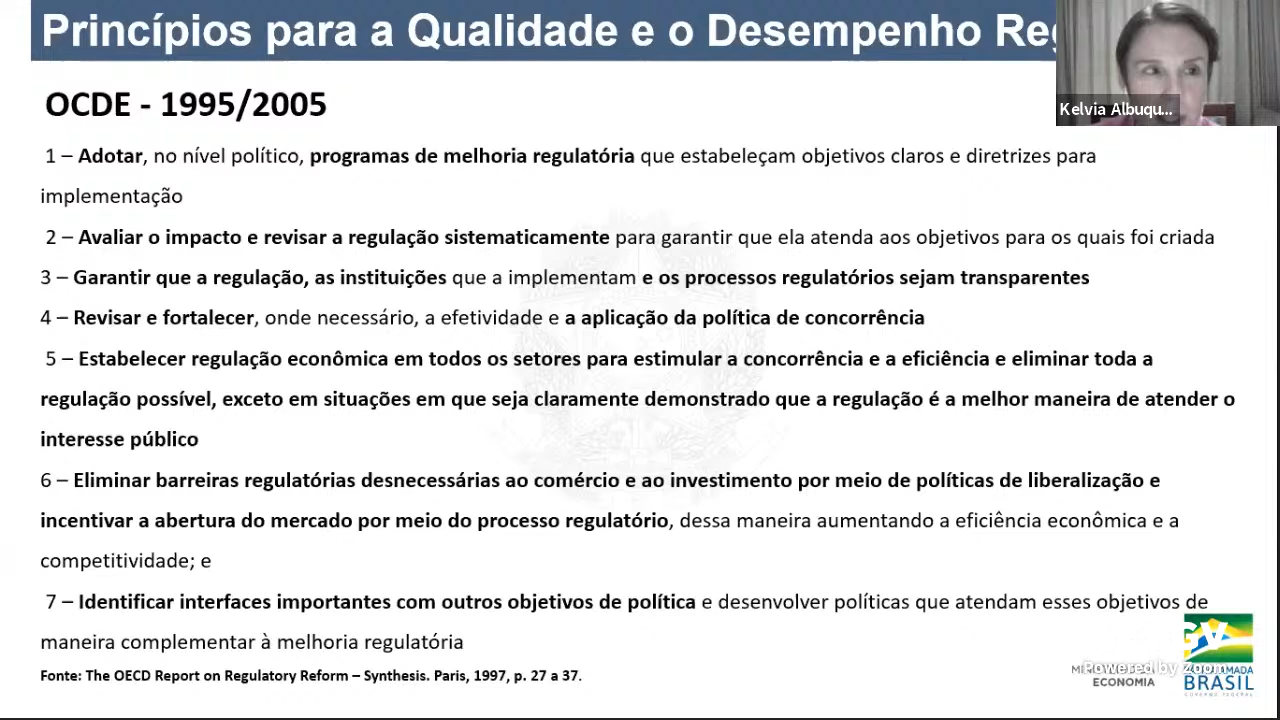 Princípios para a Qualidade e o Desempenho Reg
Kelvia Albuqu...
OCDE - 1995/2005
1 – Adotar, no nível político, programas de melhoria regulatória que estabeleçam objetivos claros e diretrizes para
implementação
2 – Avaliar o impacto e revisar a regulação sistematicamente para garantir que ela atenda aos objetivos para os quais foi criada
3 – Garantir que a regulação, as instituições que a implementam e os processos regulatórios sejam transparentes
4 – Revisar e fortalecer, onde necessário, a efetividade e a aplicação da política de concorrência
5 – Estabelecer regulação econômica em todos os setores para estimular a concorrência e a eficiência e eliminar toda a
regulação possível, exceto em situações em que seja claramente demonstrado que a regulação é a melhor maneira de atender o
interesse público
6 – Eliminar barreiras regulatórias desnecessárias ao comércio e ao investimento por meio de políticas de liberalização e
incentivar a abertura do mercado por meio do processo regulatório, dessa maneira aumentando a eficiência econômica e a
competitividade; e
7 – Identificar interfaces importantes com outros objetivos de política e desenvolver políticas que atendam esses objetivos de
maneira complementar à melhoria regulatória
Fonte: The OECD Report on Regulatory Reform – Synthesis. Paris, 1997, p. 27 a 37.
Powered by zoom
ECONOMIA
BRASIL
GOVERNO FEDERAL